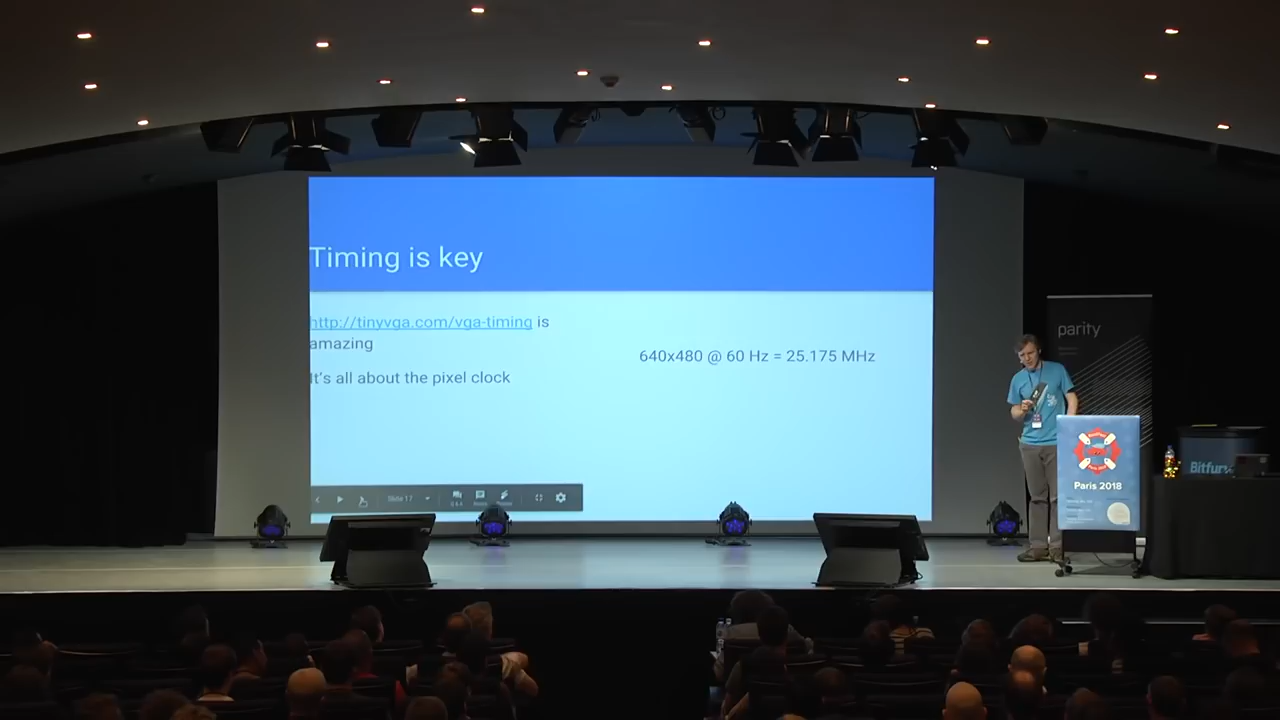 Timing is key
http://tinyvga.com/vga-timing is
amazing
It's all about the pixel clock
640x480 @ 60 Hz = 25.175 MHz
Slide 17
parity
Paris 2018
Bitfury